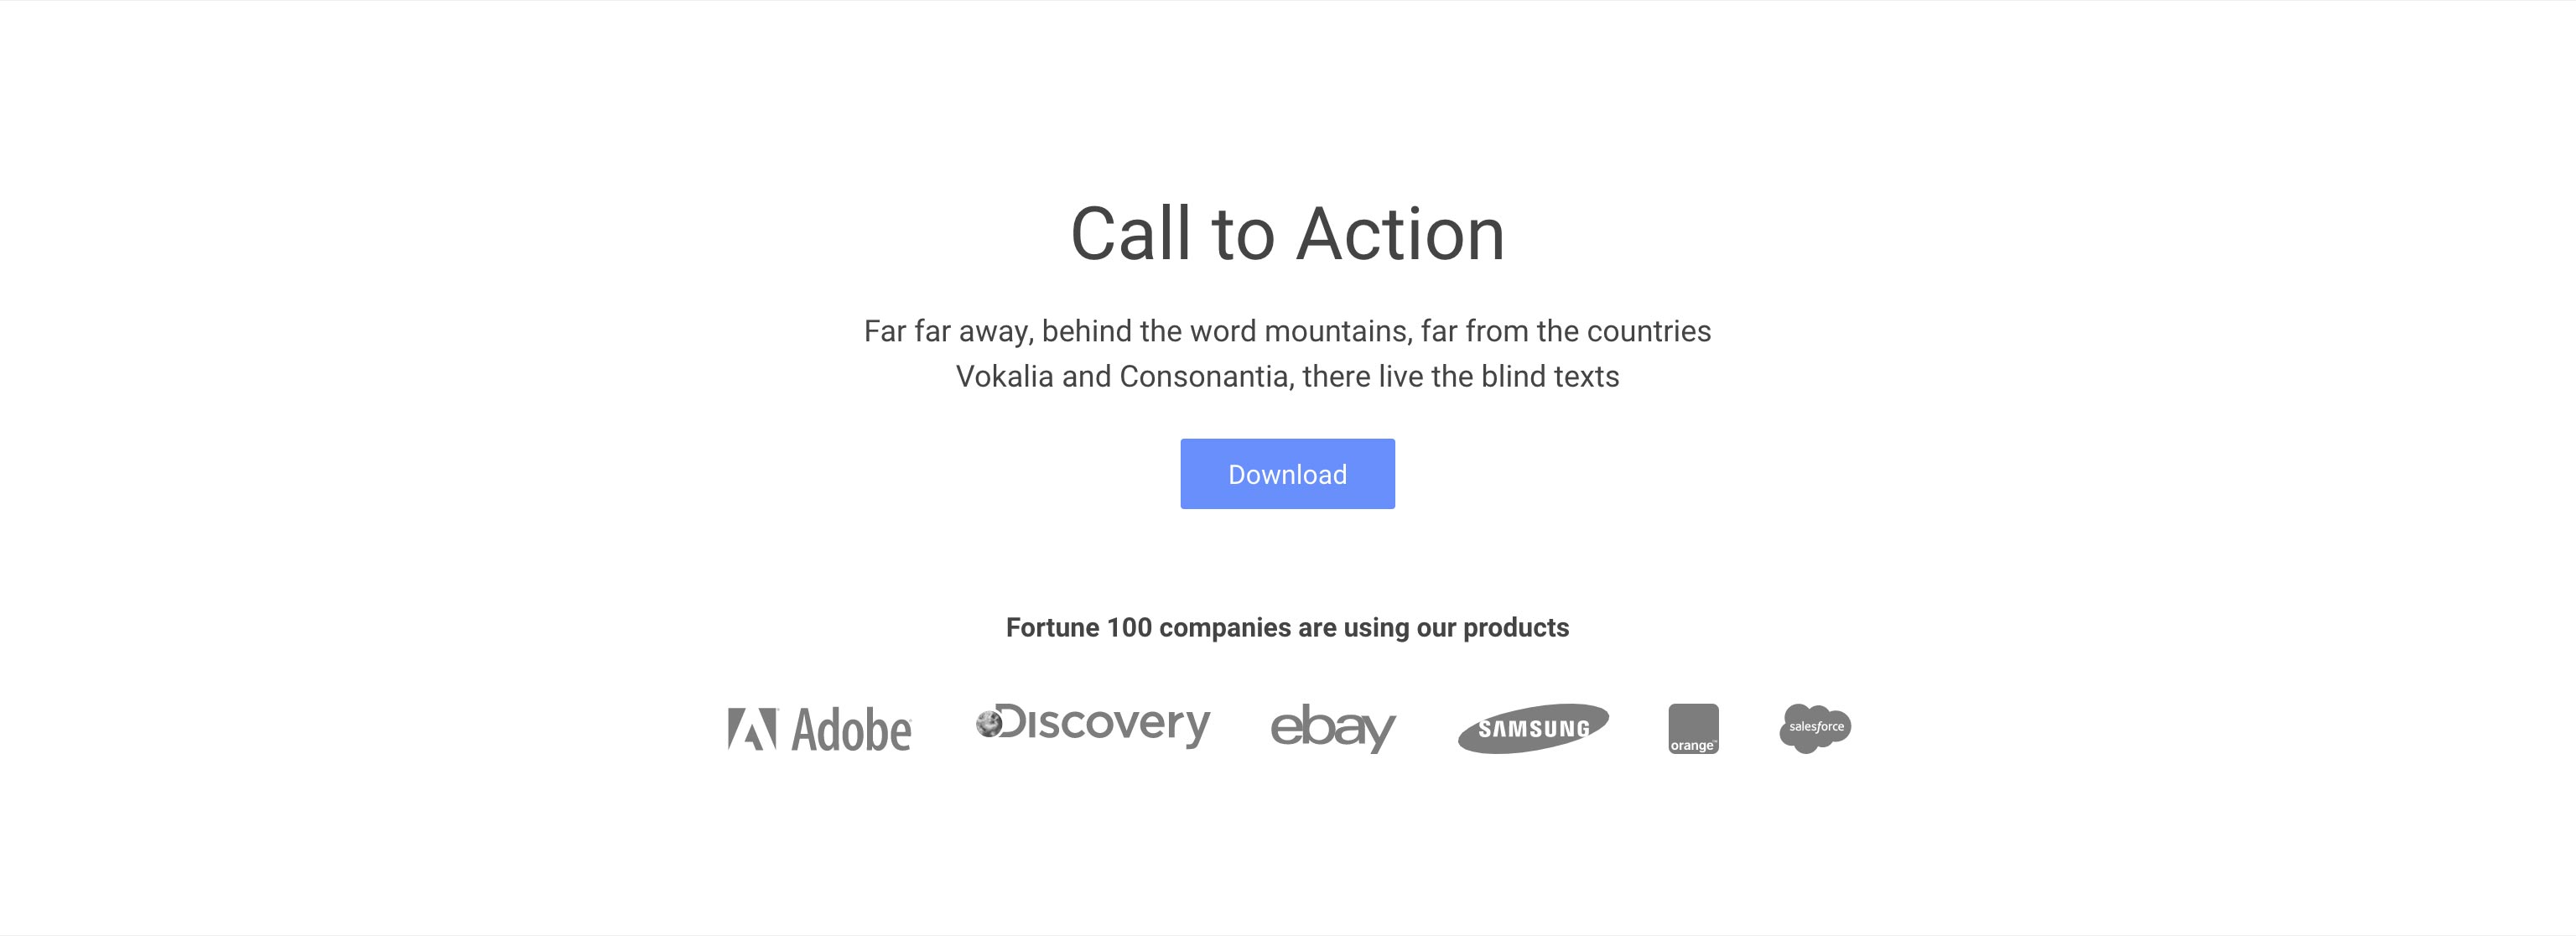 Call to Action
Far far away, behind the word mountains, far from the countries
Vokalia and Consonantia, there live the blind texts
Download
Fortune 100 companies are using our products
Adobe Discovery ebay SAMSUNG orange™ salesforce